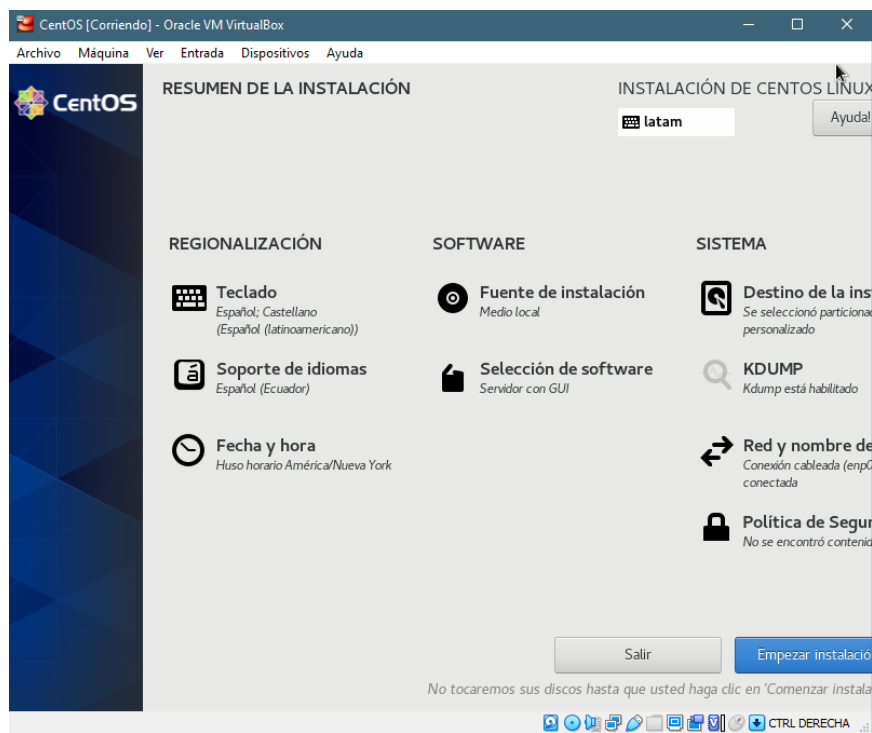 CentOS [Corriendo] - Oracle VM VirtualBox
Archivo Máquina Ver Entrada Dispositivos Ayuda
CentOS
RESUMEN DE LA INSTALACIÓN
INSTALACIÓN DE CENTOS LINUX
latam
Ayuda!
REGIONALIZACIÓN
Teclado
Español; Castellano
(Español (latinoamericano))
Soporte de idiomas
Español (Ecuador)
Fecha y hora
Huso horario América/Nueva York
SOFTWARE
Fuente de instalación
Medio local
Selección de software
Servidor con GUI
SISTEMA
Destino de la ins
Se seleccionó particiona
personalizado
KDUMP
Kdump está habilitado
Red y nombre de
Conexión cableada (enp0
conectada
Política de Segur
No se encontró contenid
Salir
Empezar instalació
No tocaremos sus discos hasta que usted haga clic en 'Comenzar instala
CTRL DERECHA